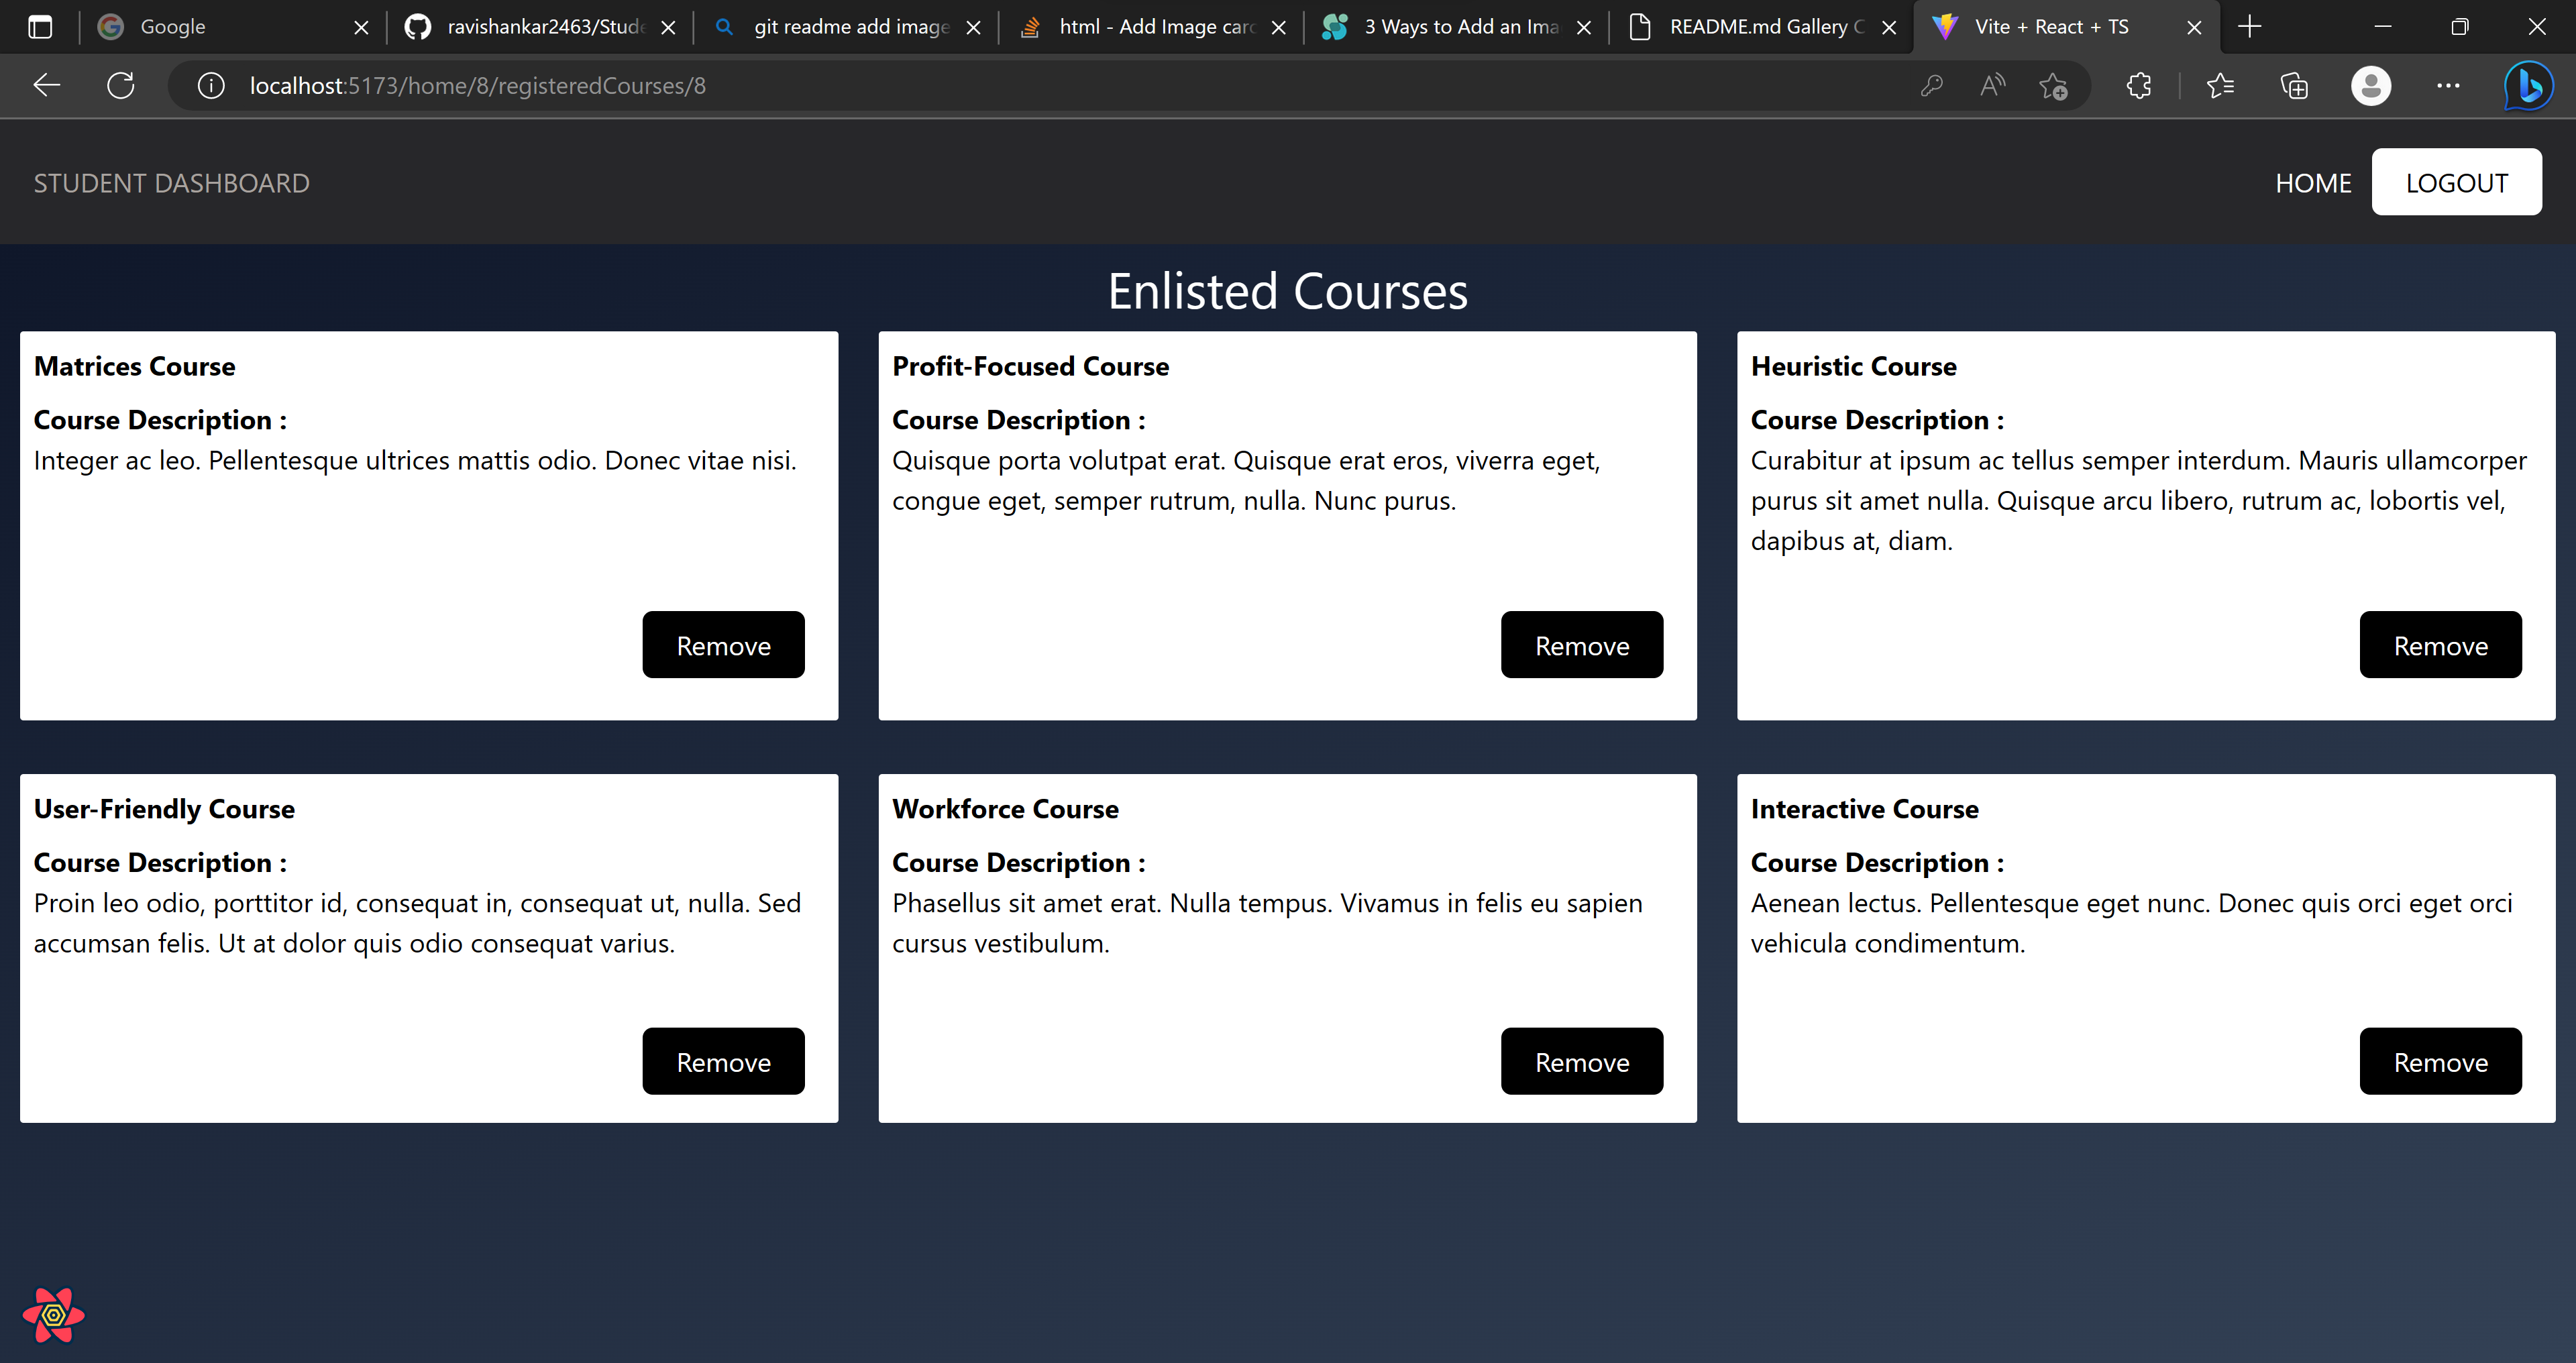 Google
ravishankar2463/Stud
git readme add image
html - Add Image car
3 Ways to Add an Ima
README.md Gallery C
Vite + React + TS
localhost:5173/home/8/registeredCourses/8
STUDENT DASHBOARD
HOME
LOGOUT
Enlisted Courses
Matrices Course
Course Description :
Integer ac leo. Pellentesque ultrices mattis odio. Donec vitae nisi.
Remove
Profit-Focused Course
Course Description :
Quisque porta volutpat erat. Quisque erat eros, viverra eget,
congue eget, semper rutrum, nulla. Nunc purus.
Remove
Heuristic Course
Course Description :
Curabitur at ipsum ac tellus semper interdum. Mauris ullamcorper
purus sit amet nulla. Quisque arcu libero, rutrum ac, lobortis vel,
dapibus at, diam.
Remove
User-Friendly Course
Course Description :
Proin leo odio, porttitor id, consequat in, consequat ut, nulla. Sed
accumsan felis. Ut at dolor quis odio consequat varius.
Remove
Workforce Course
Course Description :
Phasellus sit amet erat. Nulla tempus. Vivamus in felis eu sapien
cursus vestibulum.
Remove
Interactive Course
Course Description :
Aenean lectus. Pellentesque eget nunc. Donec quis orci eget orci
vehicula condimentum.
Remove